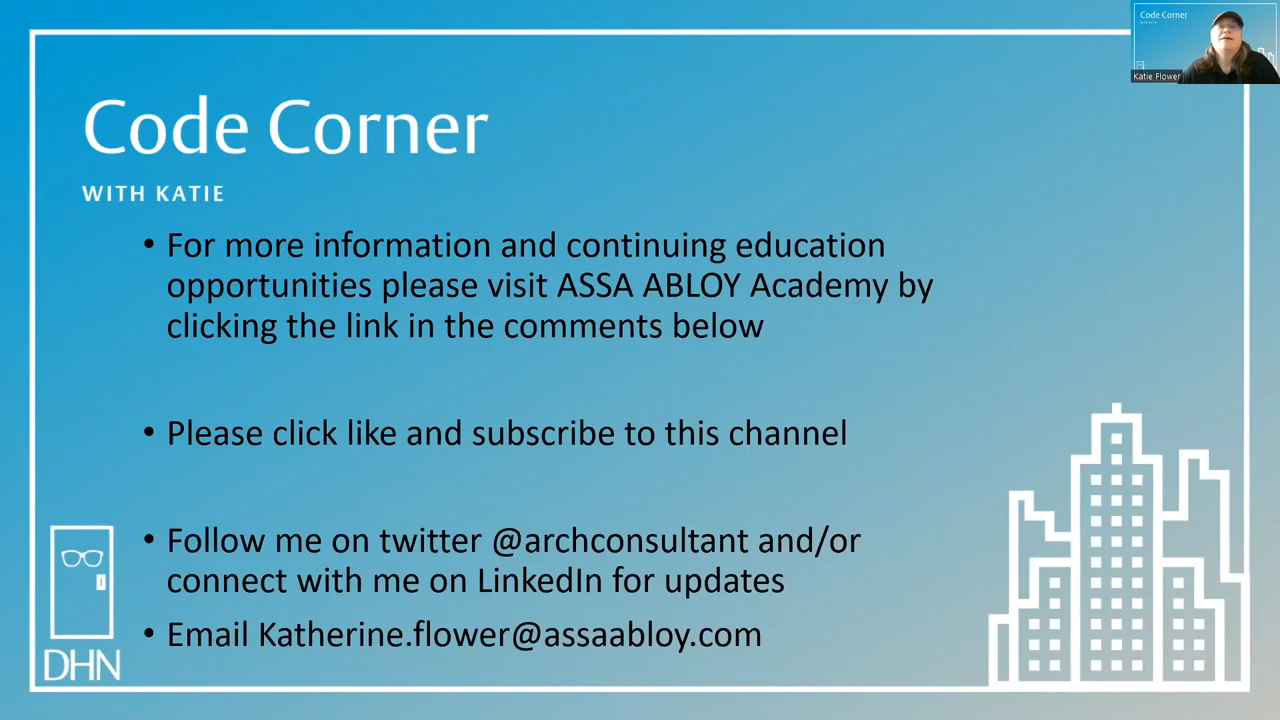 Code Corner
WITH KATIE
• For more information and continuing education
opportunities please visit ASSA ABLOY Academy by
clicking the link in the comments below
• Please click like and subscribe to this channel
• Follow me on twitter @archconsultant and/or
connect with me on LinkedIn for updates
• Email Katherine.flower@assaabloy.com
DHN
Code Corner
Katie Flower